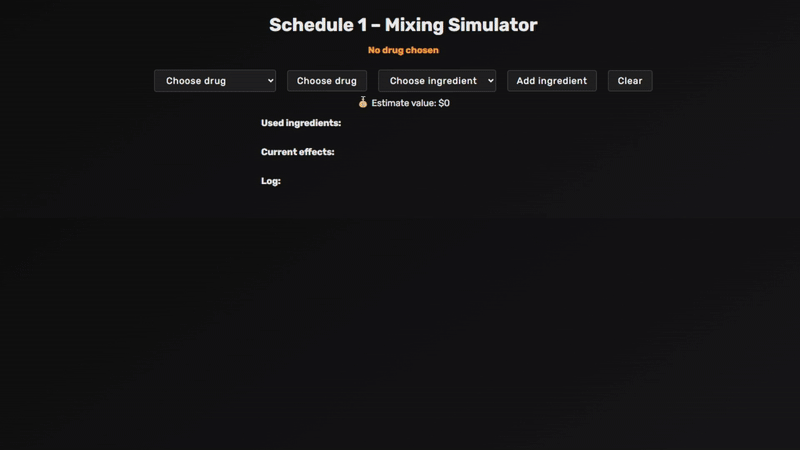 Schedule 1 – Mixing Simulator
No drug chosen
Choose drug Choose drug Choose ingredient Add ingredient Clear
Estimate value: $0
Used ingredients:
Current effects:
Log: